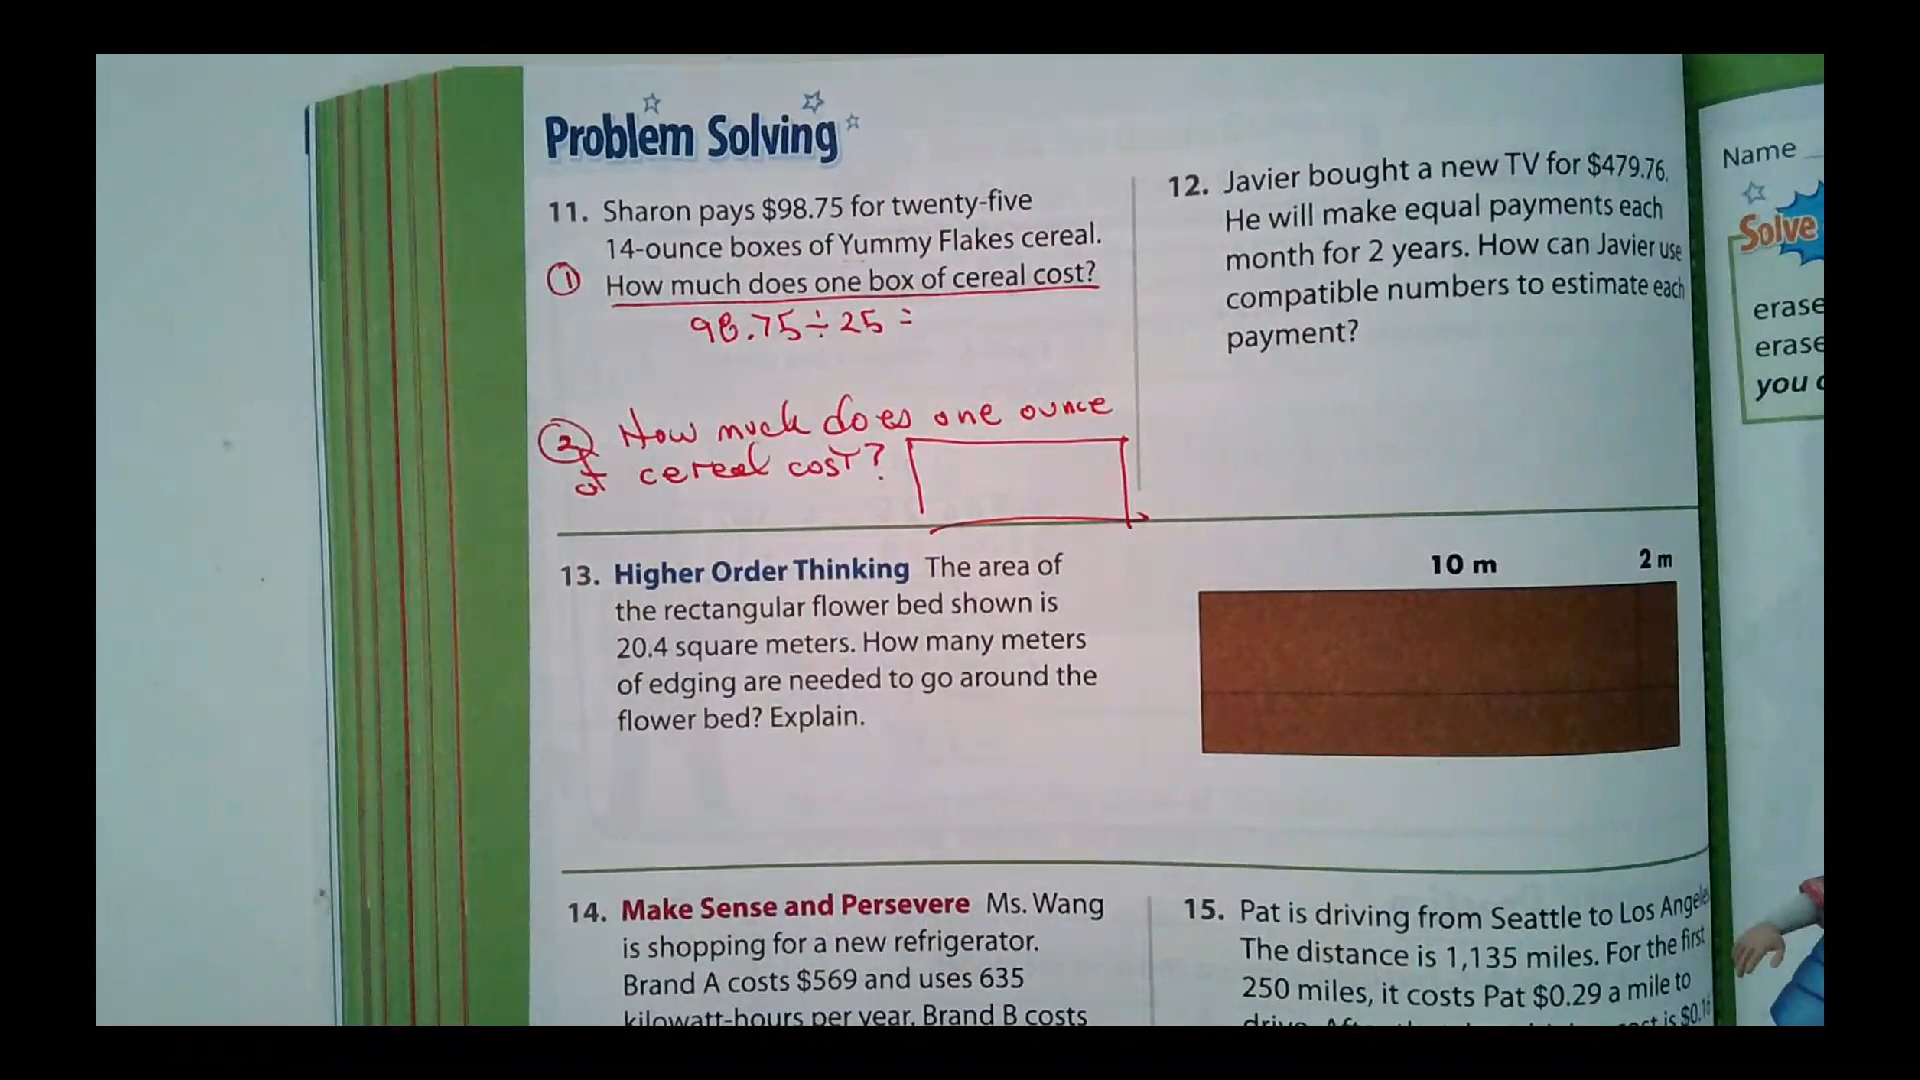 Problem Solving
11. Sharon pays $98.75 for twenty-five
14-ounce boxes of Yummy Flakes cereal.
① How much does one box of cereal cost?
98.75 ÷ 25 =
② How much does one ounce
of cereal cost?
12. Javier bought a new TV for $479.76.
He will make equal payments each
month for 2 years. How can Javier use
compatible numbers to estimate each
payment?
13. Higher Order Thinking The area of
the rectangular flower bed shown is
20.4 square meters. How many meters
of edging are needed to go around the
flower bed? Explain.
10 m 2 m
14. Make Sense and Persevere Ms. Wang
is shopping for a new refrigerator.
Brand A costs $569 and uses 635
kilowatt-hours per year. Brand B costs
15. Pat is driving from Seattle to Los Angele
The distance is 1,135 miles. For the first
250 miles, it costs Pat $0.29 a mile to
Name
Solve
erase
erase
you